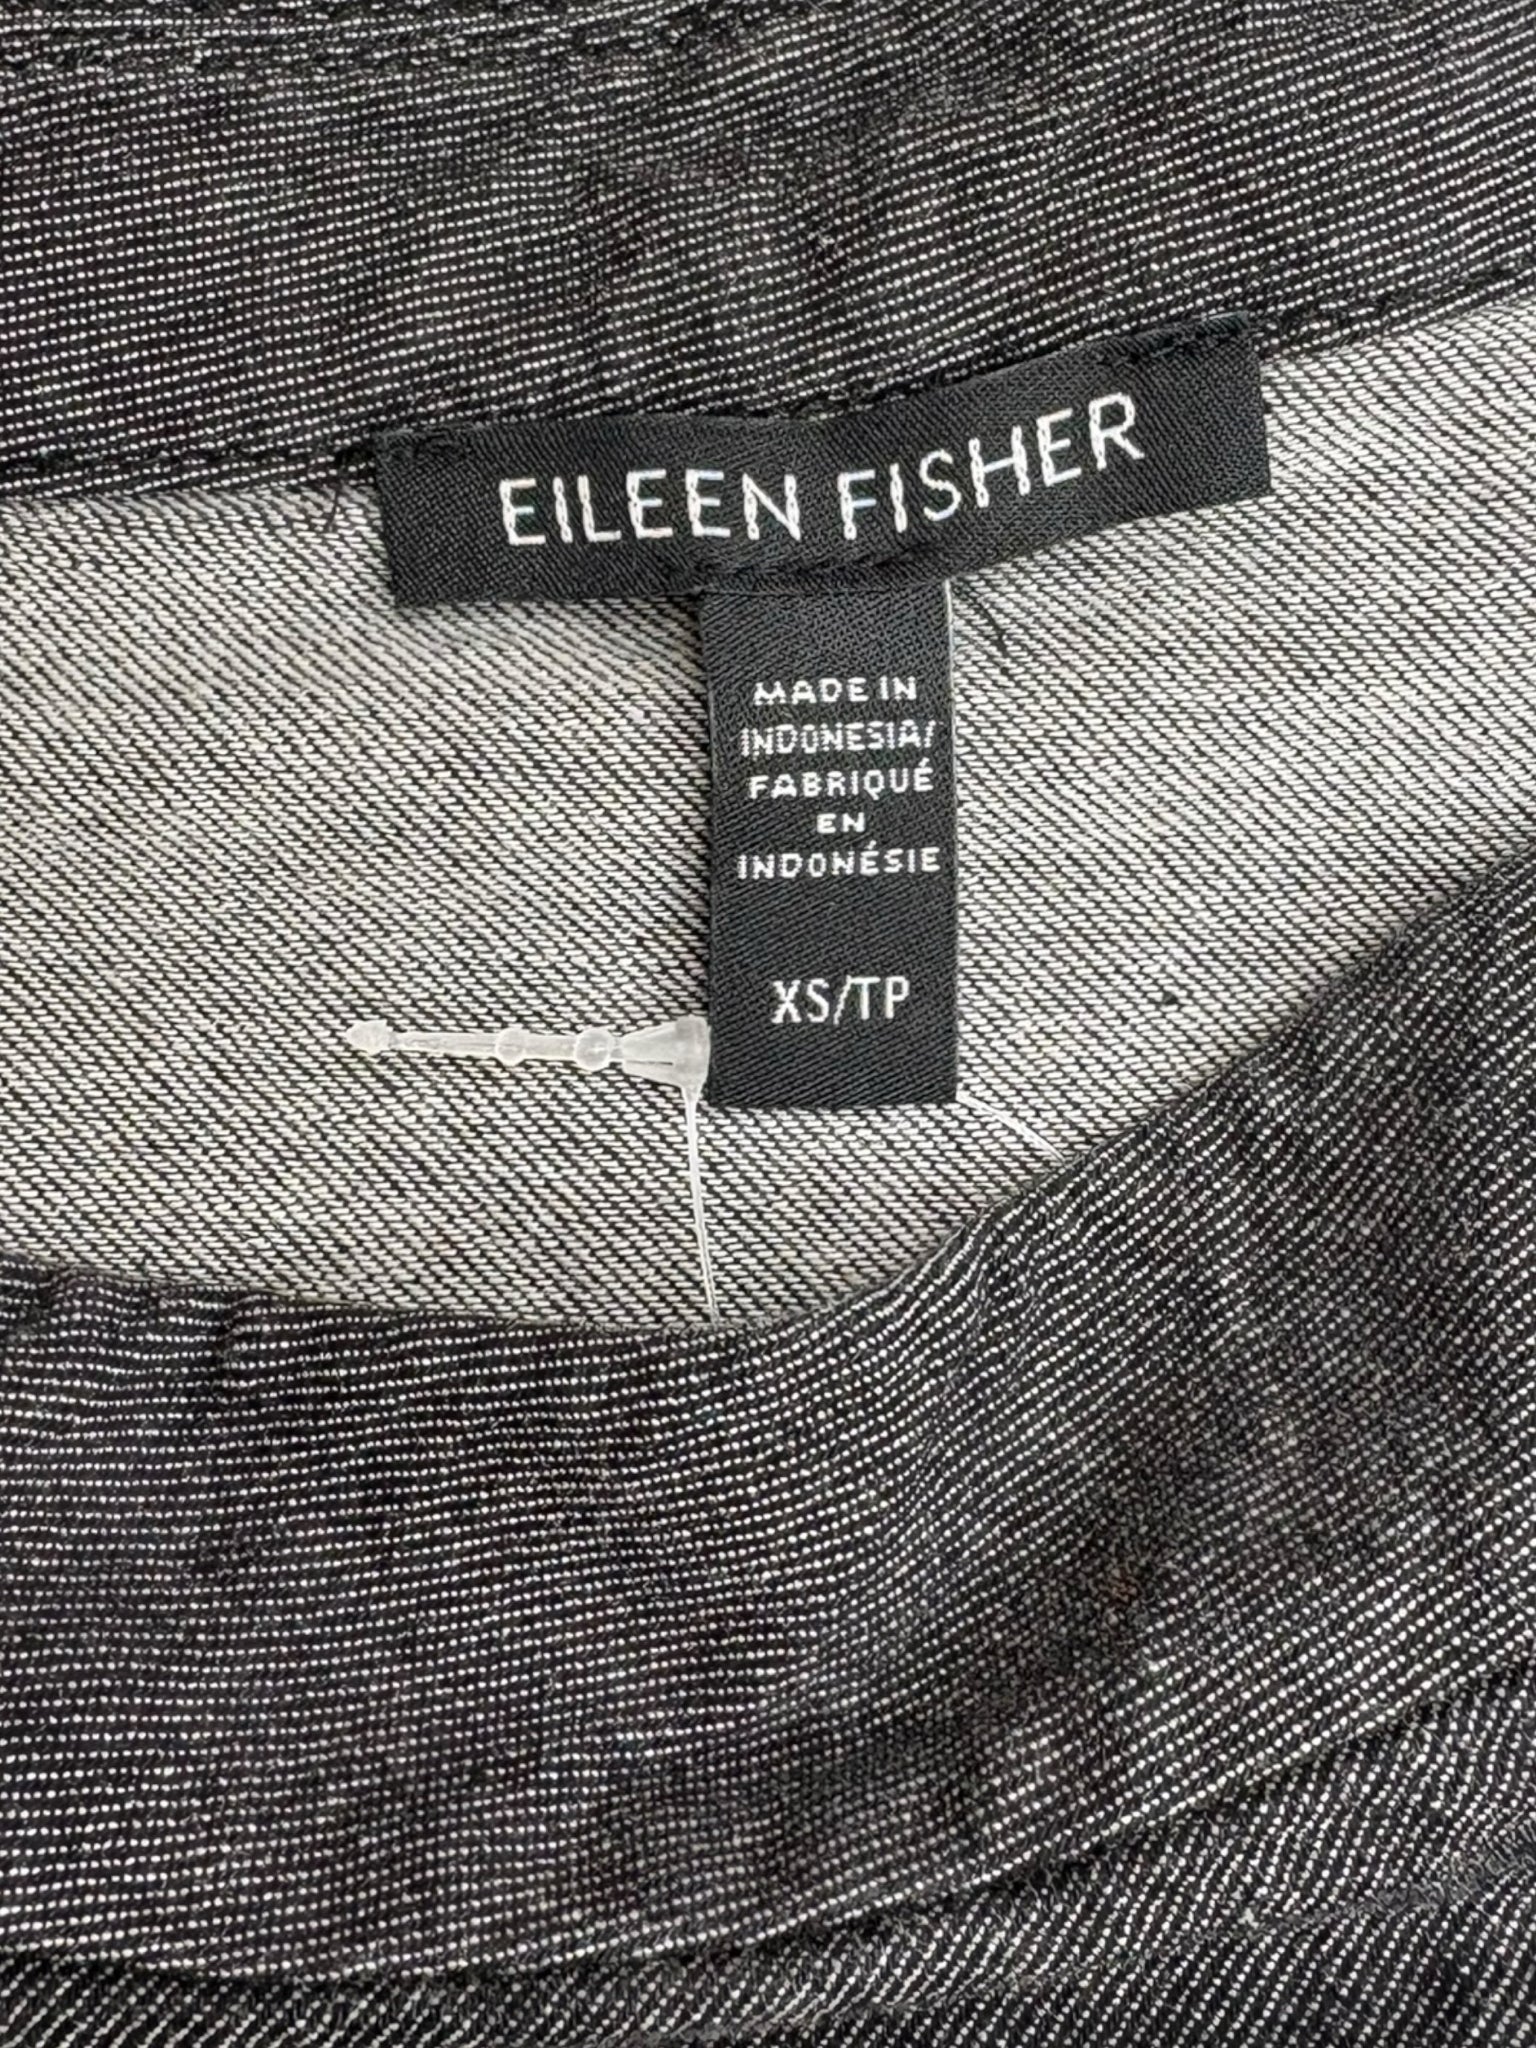 EILEEN FISHER
MADE IN
INDONESIA/
FABRIQUÉ
EN
INDONÉSIE
XS/TP